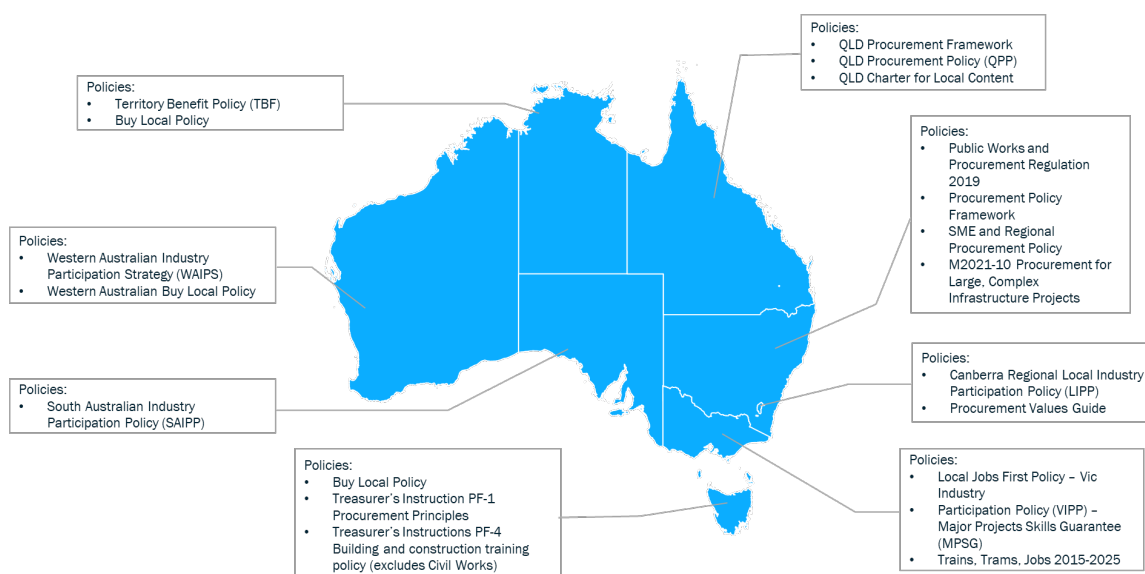 Policies:
• QLD Procurement Framework
• QLD Procurement Policy (QPP)
• QLD Charter for Local Content
Policies:
• Territory Benefit Policy (TBF)
• Buy Local Policy
Policies:
• Public Works and
Procurement Regulation
2019
• Procurement Policy
Framework
• SME and Regional
Procurement Policy
• M2021-10 Procurement for
Large, Complex
Infrastructure Projects
Policies:
• Western Australian Industry
Participation Strategy (WAIPS)
• Western Australian Buy Local Policy
Policies:
• Canberra Regional Local Industry
Participation Policy (LIPP)
• Procurement Values Guide
Policies:
• South Australian Industry
Participation Policy (SAIPP)
Policies:
• Buy Local Policy
• Treasurer's Instruction PF-1
Procurement Principles
• Treasurer's Instructions PF-4
Building and construction training
policy (excludes Civil Works)
Policies:
• Local Jobs First Policy – Vic
Industry
• Participation Policy (VIPP) –
Major Projects Skills Guarantee
(MPSG)
• Trains, Trams, Jobs 2015-2025